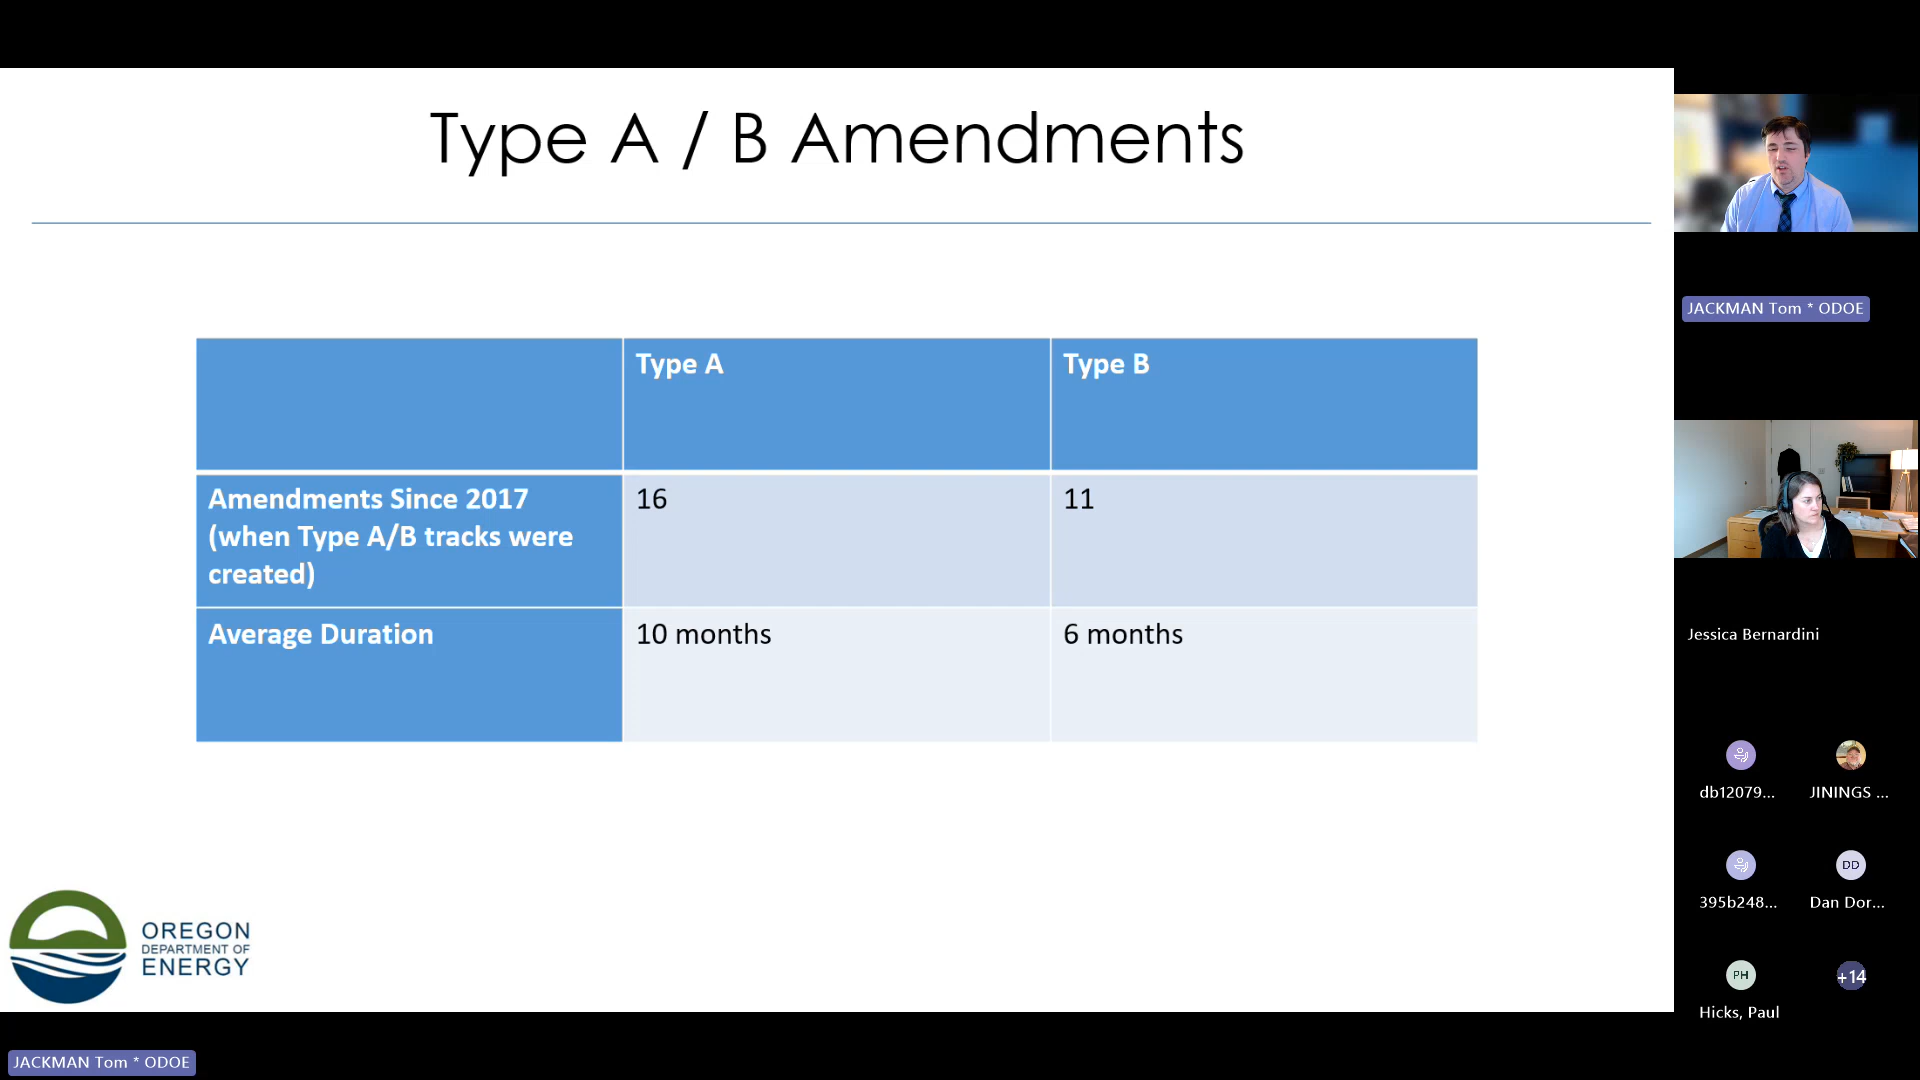 Type A / B Amendments
Type A
Type B
Amendments Since 2017
(when Type A/B tracks were
created)
16
11
Average Duration
10 months
6 months
OREGON
DEPARTMENT OF
ENERGY
JACKMAN Tom * ODOE
JACKMAN Tom * ODOE
Jessica Bernardini
db12079...
JININGS ...
395b248...
DD
Dan Dor...
PH
Hicks, Paul
+14